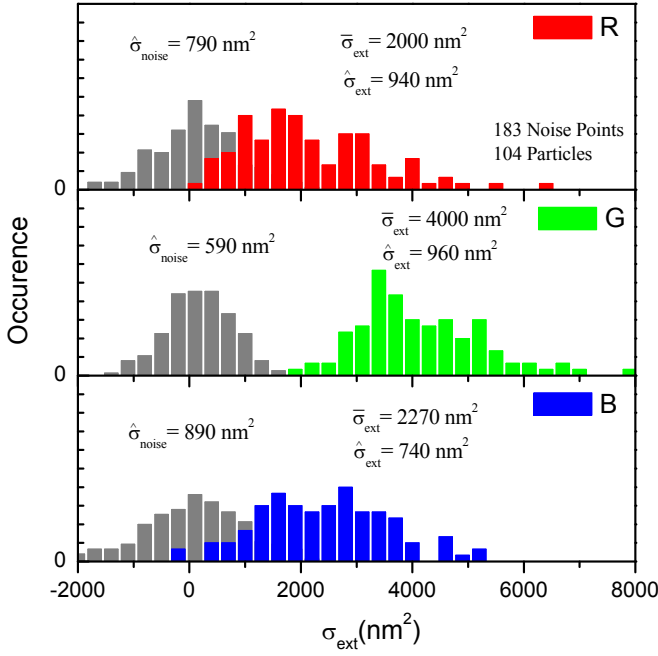 σ̂noise= 790 nm²
σ̄ext= 2000 nm²
σ̂ext= 940 nm²
R
183 Noise Points
104 Particles
0
σ̂noise= 590 nm²
σ̄ext= 4000 nm²
σ̂ext= 960 nm²
G
Occurence
0
σ̂noise= 890 nm²
σ̄ext= 2270 nm²
σ̂ext= 740 nm²
B
0
-2000 0 2000 4000 6000 8000
σext(nm²)